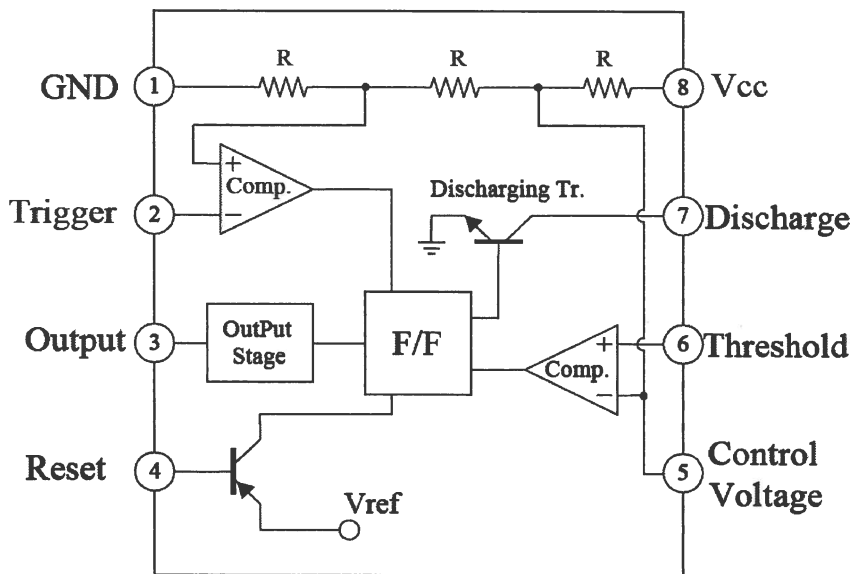 R
R
R
GND
1
8
Vcc
+
Comp.
−
Trigger
2
Discharging Tr.
7
Discharge
Output
3
OutPut
Stage
F/F
+
Comp.
−
6
Threshold
Reset
4
Vref
5
Control
Voltage